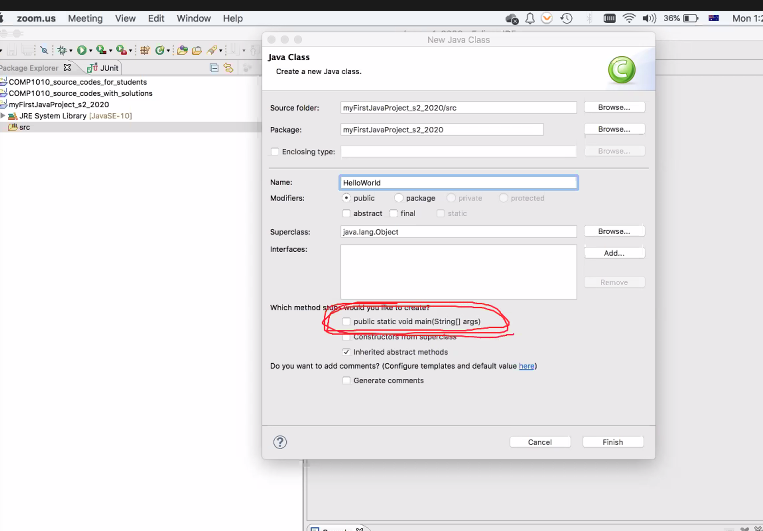 zoom.us Meeting View Edit Window Help 36% Mon 1:2
New Java Class
Java Class
Create a new Java class.
Package Explorer JUnit
COMP1010_source_codes_for_students
COMP1010_source_codes_with_solutions
myFirstJavaProject_s2_2020
JRE System Library [JavaSE-10]
src
Source folder: myFirstJavaProject_s2_2020/src Browse...
Package: myFirstJavaProject_s2_2020 Browse...
Enclosing type: Browse...
Name: HelloWorld
Modifiers: public package private protected
abstract final static
Superclass: java.lang.Object Browse...
Interfaces: Add...
Remove
Which method stubs would you like to create?
public static void main(String[] args)
Constructors from superclass
Inherited abstract methods
Do you want to add comments? (Configure templates and default value here)
Generate comments
? Cancel Finish